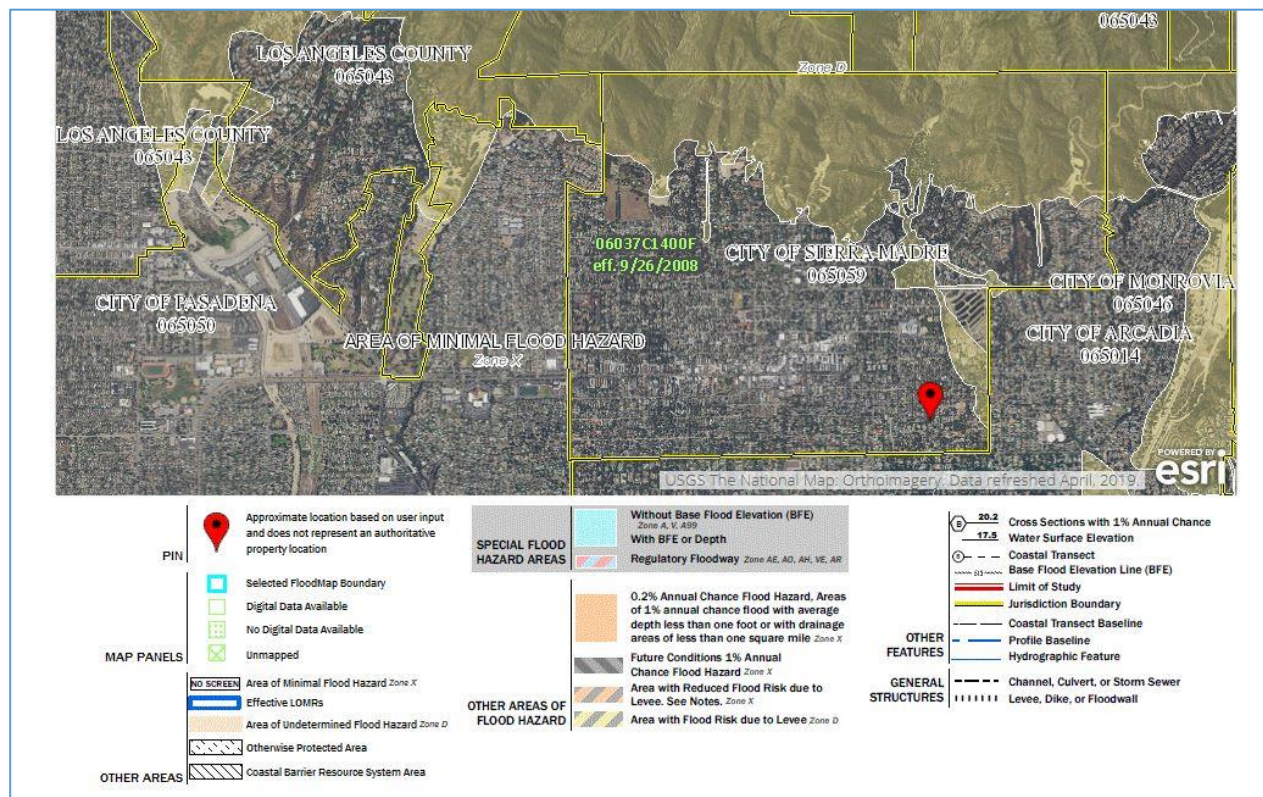 065043
LOS ANGELES COUNTY
065043
Zone D
LOS ANGELES COUNTY
065043
06037C1400F
eff. 9/26/2008
CITY OF SIERRA MADRE
065059
CITY OF MONROVIA
065046
CITY OF PASADENA
065050
CITY OF ARCADIA
065014
AREA OF MINIMAL FLOOD HAZARD
Zone X
POWERED BY
esri
USGS The National Map: Orthoimagery. Data refreshed April, 2019.
PIN
Approximate location based on user input
and does not represent an authoritative
property location
Selected FloodMap Boundary
Digital Data Available
No Digital Data Available
Unmapped
MAP PANELS
NO SCREEN Area of Minimal Flood Hazard Zone X
Effective LOMRs
Area of Undetermined Flood Hazard Zone D
Otherwise Protected Area
Coastal Barrier Resource System Area
OTHER AREAS
SPECIAL FLOOD
HAZARD AREAS
Without Base Flood Elevation (BFE)
Zone A, V, A99
With BFE or Depth
Regulatory Floodway Zone AE, AO, AH, VE, AR
0.2% Annual Chance Flood Hazard, Areas
of 1% annual chance flood with average
depth less than one foot or with drainage
areas of less than one square mile Zone X
Future Conditions 1% Annual
Chance Flood Hazard Zone X
Area with Reduced Flood Risk due to
Levee. See Notes. Zone X
Area with Flood Risk due to Levee Zone D
OTHER AREAS OF
FLOOD HAZARD
B 20.2 Cross Sections with 1% Annual Chance
17.5 Water Surface Elevation
8 Coastal Transect
513 Base Flood Elevation Line (BFE)
Limit of Study
Jurisdiction Boundary
Coastal Transect Baseline
Profile Baseline
Hydrographic Feature
OTHER
FEATURES
Channel, Culvert, or Storm Sewer
Levee, Dike, or Floodwall
GENERAL
STRUCTURES